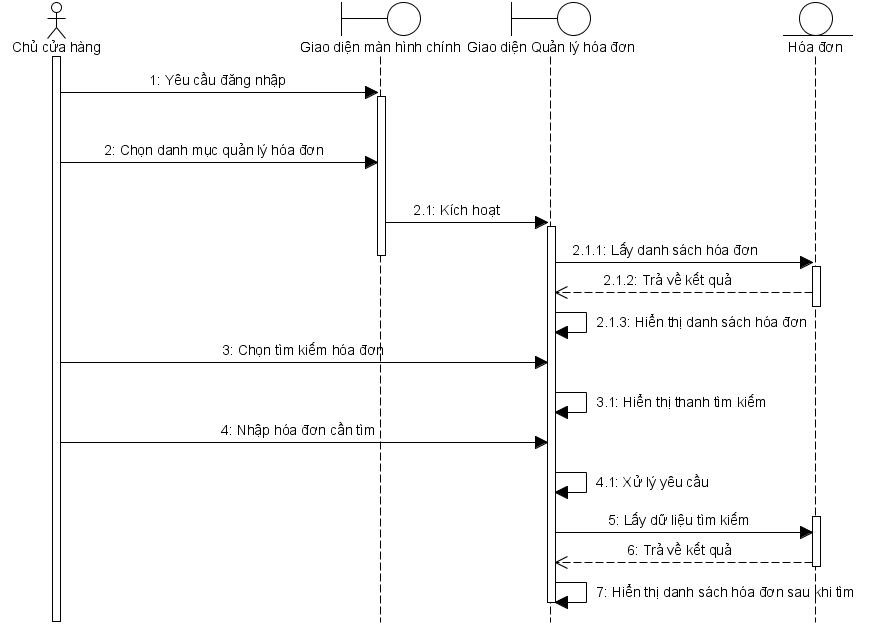 Chủ cửa hàng
Giao diện màn hình chính
Giao diện Quản lý hóa đơn
Hóa đơn
1: Yêu cầu đăng nhập
2: Chọn danh mục quản lý hóa đơn
2.1: Kích hoạt
2.1.1: Lấy danh sách hóa đơn
2.1.2: Trả về kết quả
2.1.3: Hiển thị danh sách hóa đơn
3: Chọn tìm kiếm hóa đơn
3.1: Hiển thị thanh tìm kiếm
4: Nhập hóa đơn cần tìm
4.1: Xử lý yêu cầu
5: Lấy dữ liệu tìm kiếm
6: Trả về kết quả
7: Hiển thị danh sách hóa đơn sau khi tìm